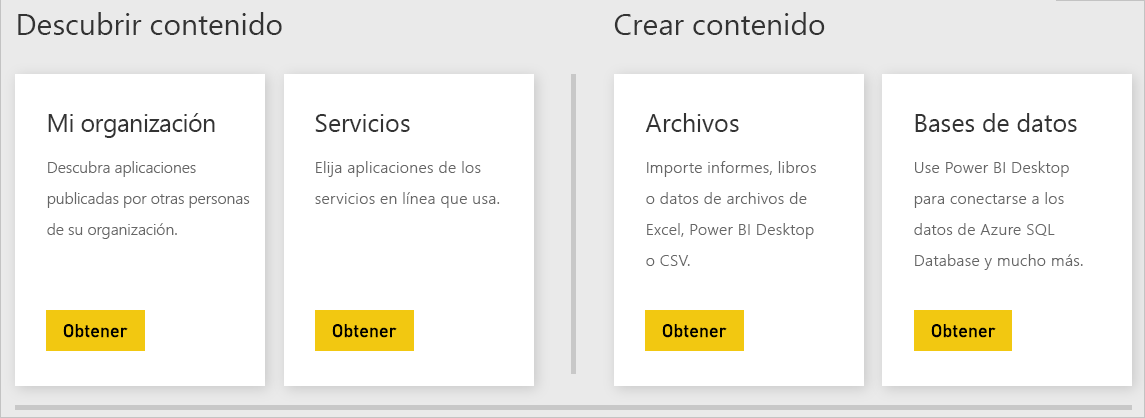 Descubrir contenido
Mi organización
Descubra aplicaciones
publicadas por otras personas
de su organización.
Obtener
Servicios
Elija aplicaciones de los
servicios en línea que usa.
Obtener
Crear contenido
Archivos
Importe informes, libros
o datos de archivos de
Excel, Power BI Desktop
o CSV.
Obtener
Bases de datos
Use Power BI Desktop
para conectarse a los
datos de Azure SQL
Database y mucho más.
Obtener